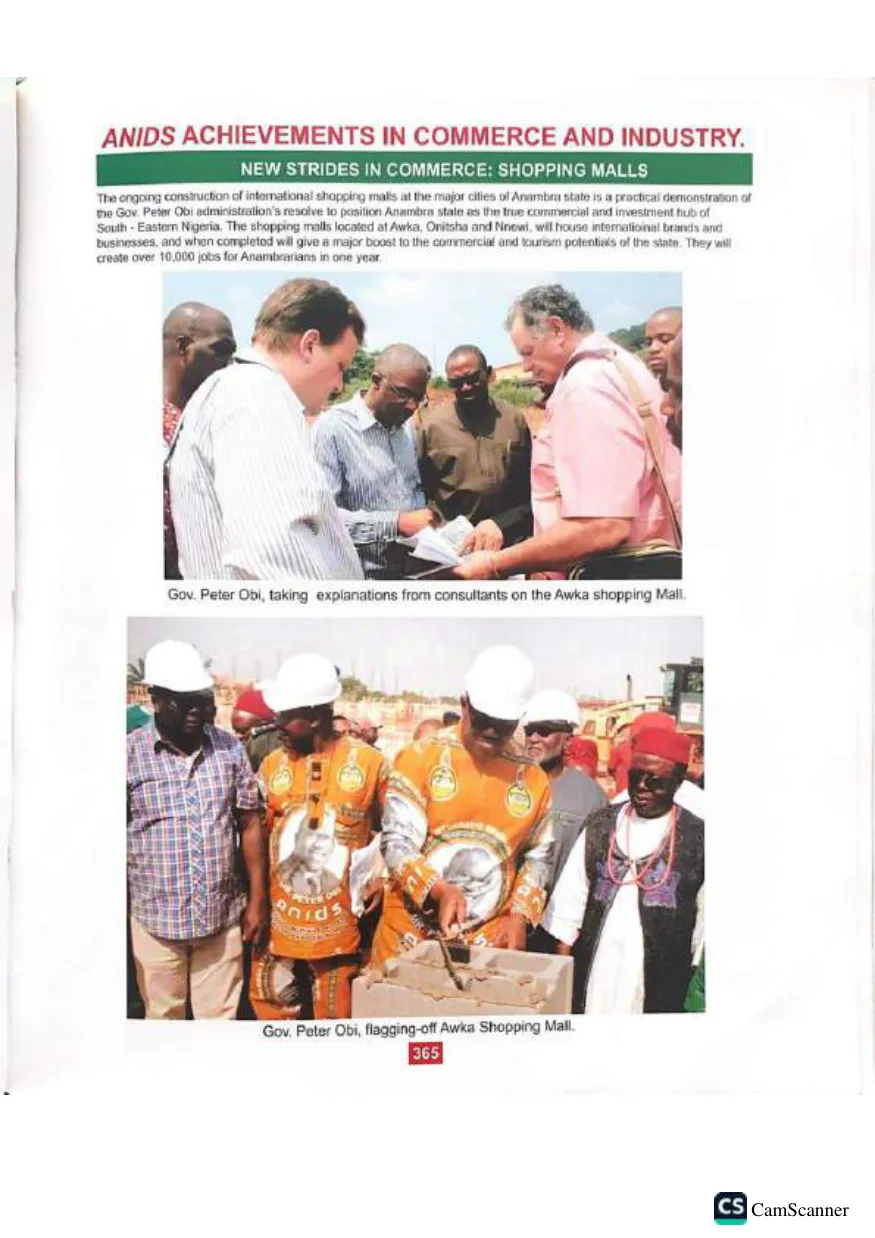 ANIDS ACHIEVEMENTS IN COMMERCE AND INDUSTRY.
NEW STRIDES IN COMMERCE: SHOPPING MALLS
The ongoing construction of international shopping malls at the major cities of Anambra state is a practical demonstration of
the Gov. Peter Obi administration's resolve to position Anambra state as the true commercial and investment hub of
South - Eastern Nigeria. The shopping malls located at Awka, Onitsha and Nnewi, will house internatioinal brands and
businesses, and when completed will give a major boost to the commercial and tourism potentials of the state. They will
create over 10,000 jobs for Anambrarians in one year.
Gov. Peter Obi, taking explanations from consultants on the Awka shopping Mall.
PETER OBI
anids
Gov. Peter Obi, flagging-off Awka Shopping Mall.
365
CS CamScanner